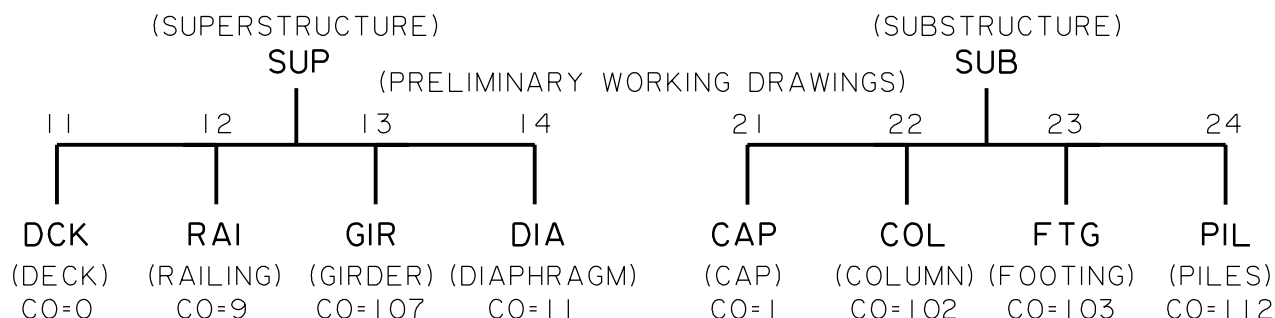 (SUPERSTRUCTURE) (SUBSTRUCTURE)
SUP SUB
(PRELIMINARY WORKING DRAWINGS)
11 12 13 14 21 22 23 24
DCK RAI GIR DIA CAP COL FTG PIL
(DECK) (RAILING) (GIRDER) (DIAPHRAGM) (CAP) (COLUMN) (FOOTING) (PILES)
CO=0 CO=9 CO=107 CO=11 CO=1 CO=102 CO=103 CO=112